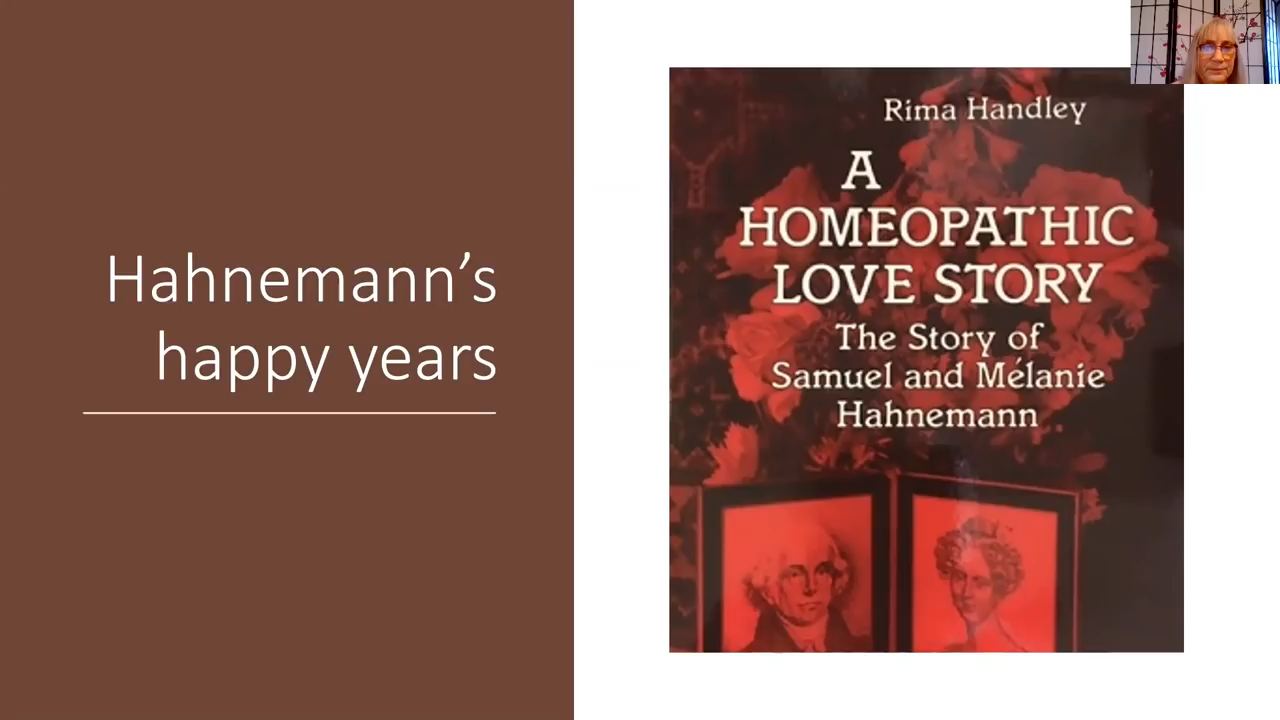 Hahnemann’s
happy years
Rima Handley
A
HOMEOPATHIC
LOVE STORY
The Story of
Samuel and Mélanie
Hahnemann